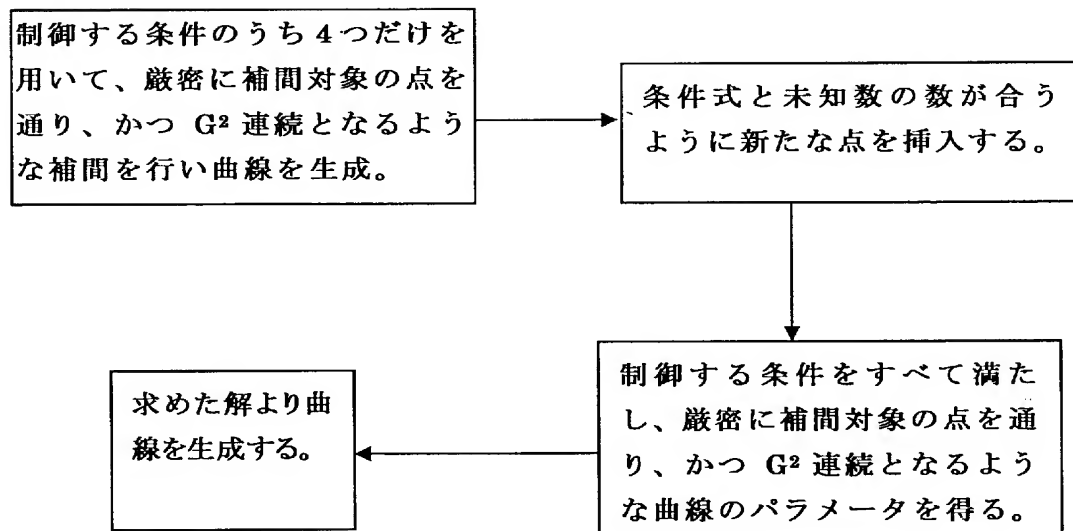 制御する条件のうち4つだけを
用いて、厳密に補間対象の点を
通り、かつ G² 連続となるよう
な補間を行い曲線を生成。
条件式と未知数の数が合う
ように新たな点を挿入する。
制御する条件をすべて満た
し、厳密に補間対象の点を通
り、かつ G² 連続となるよう
な曲線のパラメータを得る。
求めた解より曲
線を生成する。